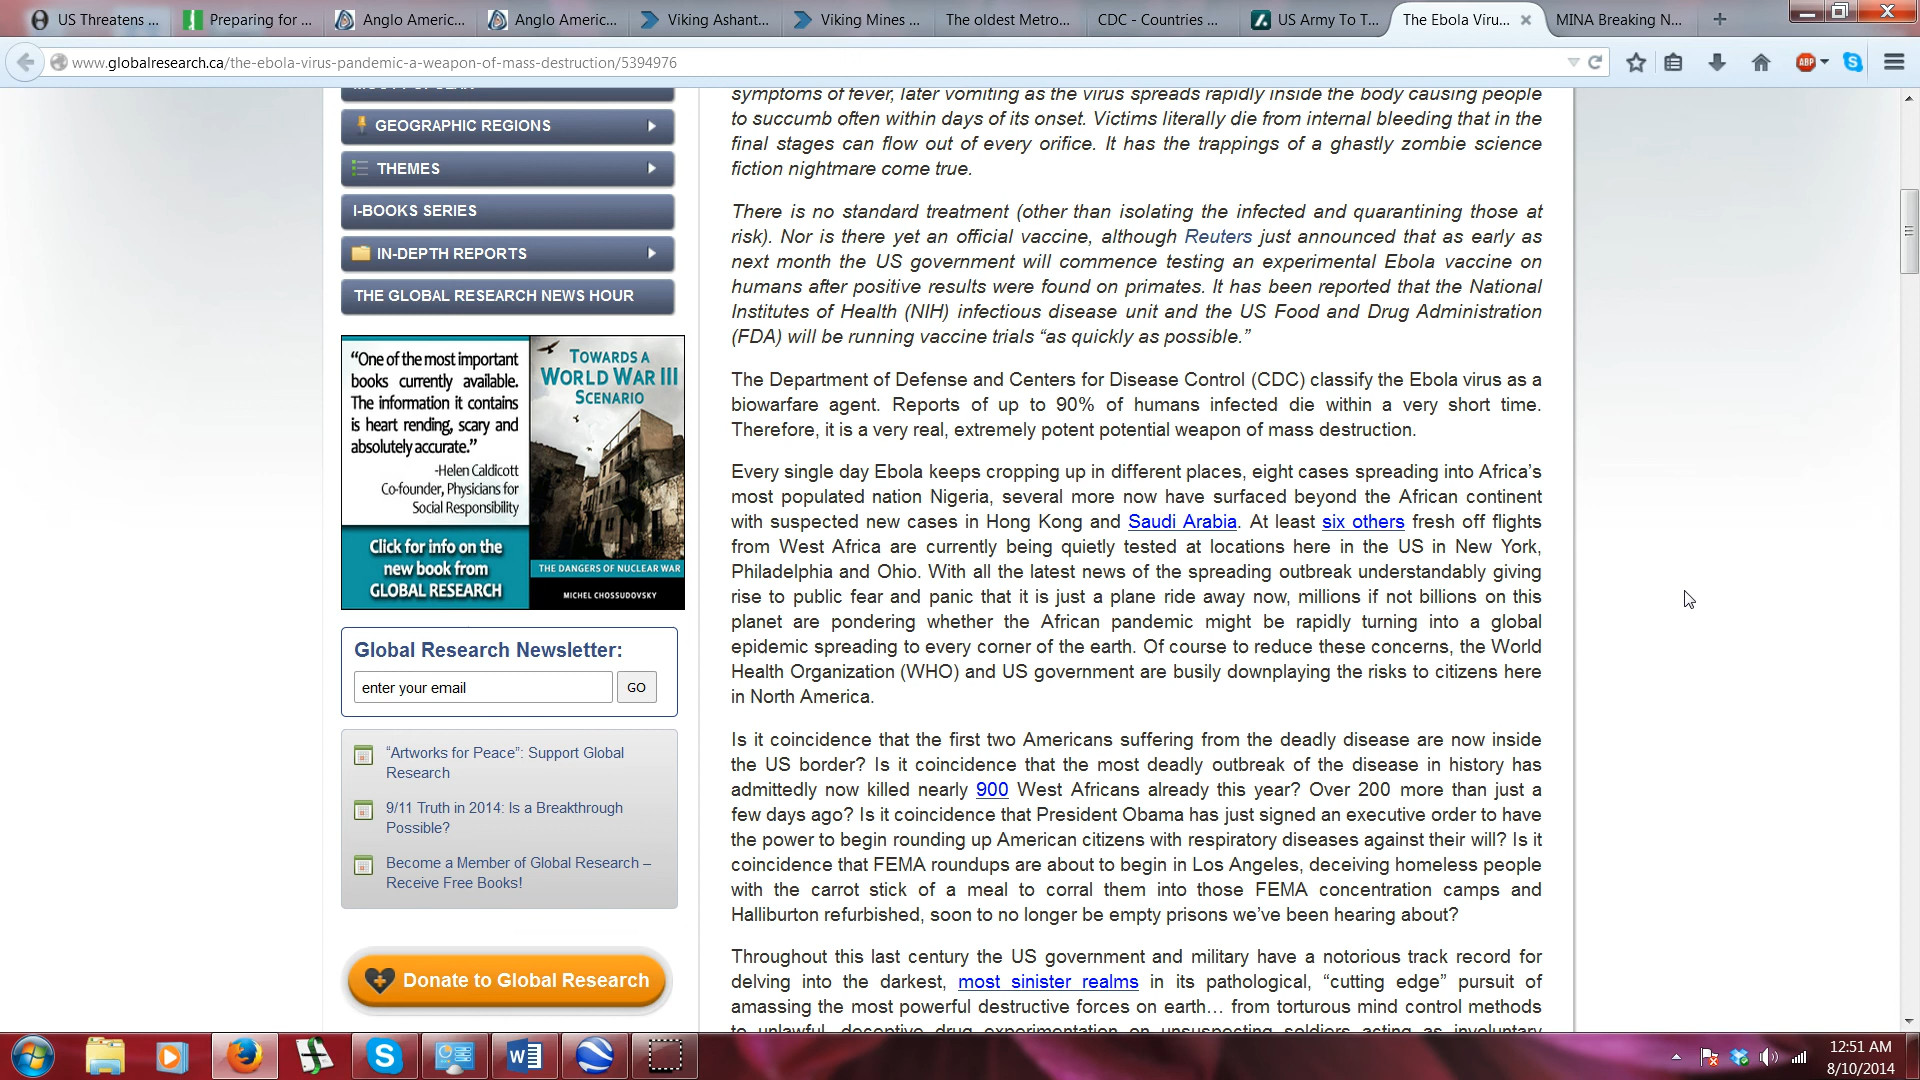 US Threatens ...
Preparing for ...
Anglo Americ...
Anglo Americ...
Viking Ashant...
Viking Mines ...
The oldest Metro...
CDC - Countries ...
US Army To T...
The Ebola Viru...
MINA Breaking N...
www.globalresearch.ca/the-ebola-virus-pandemic-a-weapon-of-mass-destruction/5394976
ABP
GEOGRAPHIC REGIONS
THEMES
I-BOOKS SERIES
IN-DEPTH REPORTS
THE GLOBAL RESEARCH NEWS HOUR
“One of the most important
books currently available.
The information it contains
is heart rending, scary and
absolutely accurate.”
-Helen Caldicott
Co-founder, Physicians for
Social Responsibility
Click for info on the
new book from
GLOBAL RESEARCH
TOWARDS A
WORLD WAR III
SCENARIO
THE DANGERS OF NUCLEAR WAR
MICHEL CHOSSUDOVSKY
Global Research Newsletter:
enter your email
GO
“Artworks for Peace”: Support Global
Research
9/11 Truth in 2014: Is a Breakthrough
Possible?
Become a Member of Global Research –
Receive Free Books!
Donate to Global Research
symptoms of fever, later vomiting as the virus spreads rapidly inside the body causing people
to succumb often within days of its onset. Victims literally die from internal bleeding that in the
final stages can flow out of every orifice. It has the trappings of a ghastly zombie science
fiction nightmare come true.
There is no standard treatment (other than isolating the infected and quarantining those at
risk). Nor is there yet an official vaccine, although Reuters just announced that as early as
next month the US government will commence testing an experimental Ebola vaccine on
humans after positive results were found on primates. It has been reported that the National
Institutes of Health (NIH) infectious disease unit and the US Food and Drug Administration
(FDA) will be running vaccine trials “as quickly as possible.”
The Department of Defense and Centers for Disease Control (CDC) classify the Ebola virus as a
biowarfare agent. Reports of up to 90% of humans infected die within a very short time.
Therefore, it is a very real, extremely potent potential weapon of mass destruction.
Every single day Ebola keeps cropping up in different places, eight cases spreading into Africa’s
most populated nation Nigeria, several more now have surfaced beyond the African continent
with suspected new cases in Hong Kong and Saudi Arabia. At least six others fresh off flights
from West Africa are currently being quietly tested at locations here in the US in New York,
Philadelphia and Ohio. With all the latest news of the spreading outbreak understandably giving
rise to public fear and panic that it is just a plane ride away now, millions if not billions on this
planet are pondering whether the African pandemic might be rapidly turning into a global
epidemic spreading to every corner of the earth. Of course to reduce these concerns, the World
Health Organization (WHO) and US government are busily downplaying the risks to citizens here
in North America.
Is it coincidence that the first two Americans suffering from the deadly disease are now inside
the US border? Is it coincidence that the most deadly outbreak of the disease in history has
admittedly now killed nearly 900 West Africans already this year? Over 200 more than just a
few days ago? Is it coincidence that President Obama has just signed an executive order to have
the power to begin rounding up American citizens with respiratory diseases against their will? Is it
coincidence that FEMA roundups are about to begin in Los Angeles, deceiving homeless people
with the carrot stick of a meal to corral them into those FEMA concentration camps and
Halliburton refurbished, soon to no longer be empty prisons we’ve been hearing about?
Throughout this last century the US government and military have a notorious track record for
delving into the darkest, most sinister realms in its pathological, “cutting edge” pursuit of
amassing the most powerful destructive forces on earth… from torturous mind control methods
to unlawful, deceptive drug experimentation on unsuspecting soldiers acting as involuntary
12:51 AM
8/10/2014